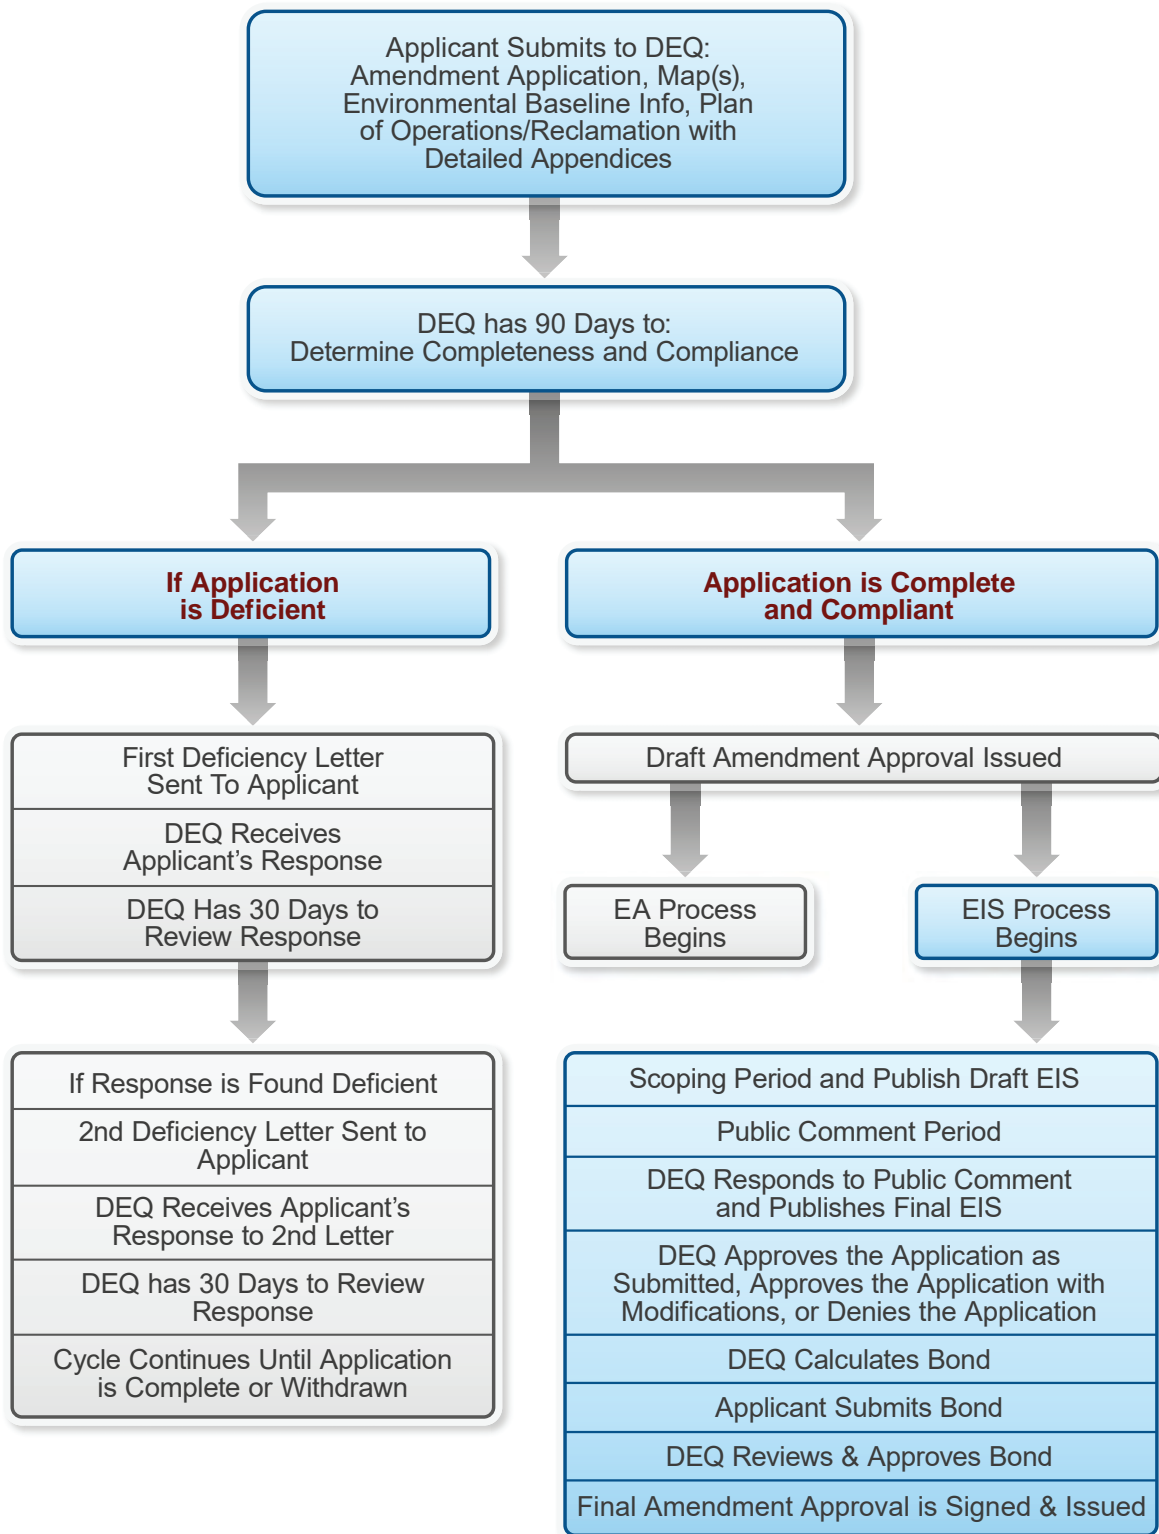 Applicant Submits to DEQ:
Amendment Application, Map(s),
Environmental Baseline Info, Plan
of Operations/Reclamation with
Detailed Appendices
DEQ has 90 Days to:
Determine Completeness and Compliance
If Application
is Deficient
First Deficiency Letter
Sent To Applicant
DEQ Receives
Applicant’s Response
DEQ Has 30 Days to
Review Response
If Response is Found Deficient
2nd Deficiency Letter Sent to
Applicant
DEQ Receives Applicant’s
Response to 2nd Letter
DEQ has 30 Days to Review
Response
Cycle Continues Until Application
is Complete or Withdrawn
Application is Complete
and Compliant
Draft Amendment Approval Issued
EA Process
Begins
EIS Process
Begins
Scoping Period and Publish Draft EIS
Public Comment Period
DEQ Responds to Public Comment
and Publishes Final EIS
DEQ Approves the Application as
Submitted, Approves the Application with
Modifications, or Denies the Application
DEQ Calculates Bond
Applicant Submits Bond
DEQ Reviews & Approves Bond
Final Amendment Approval is Signed & Issued